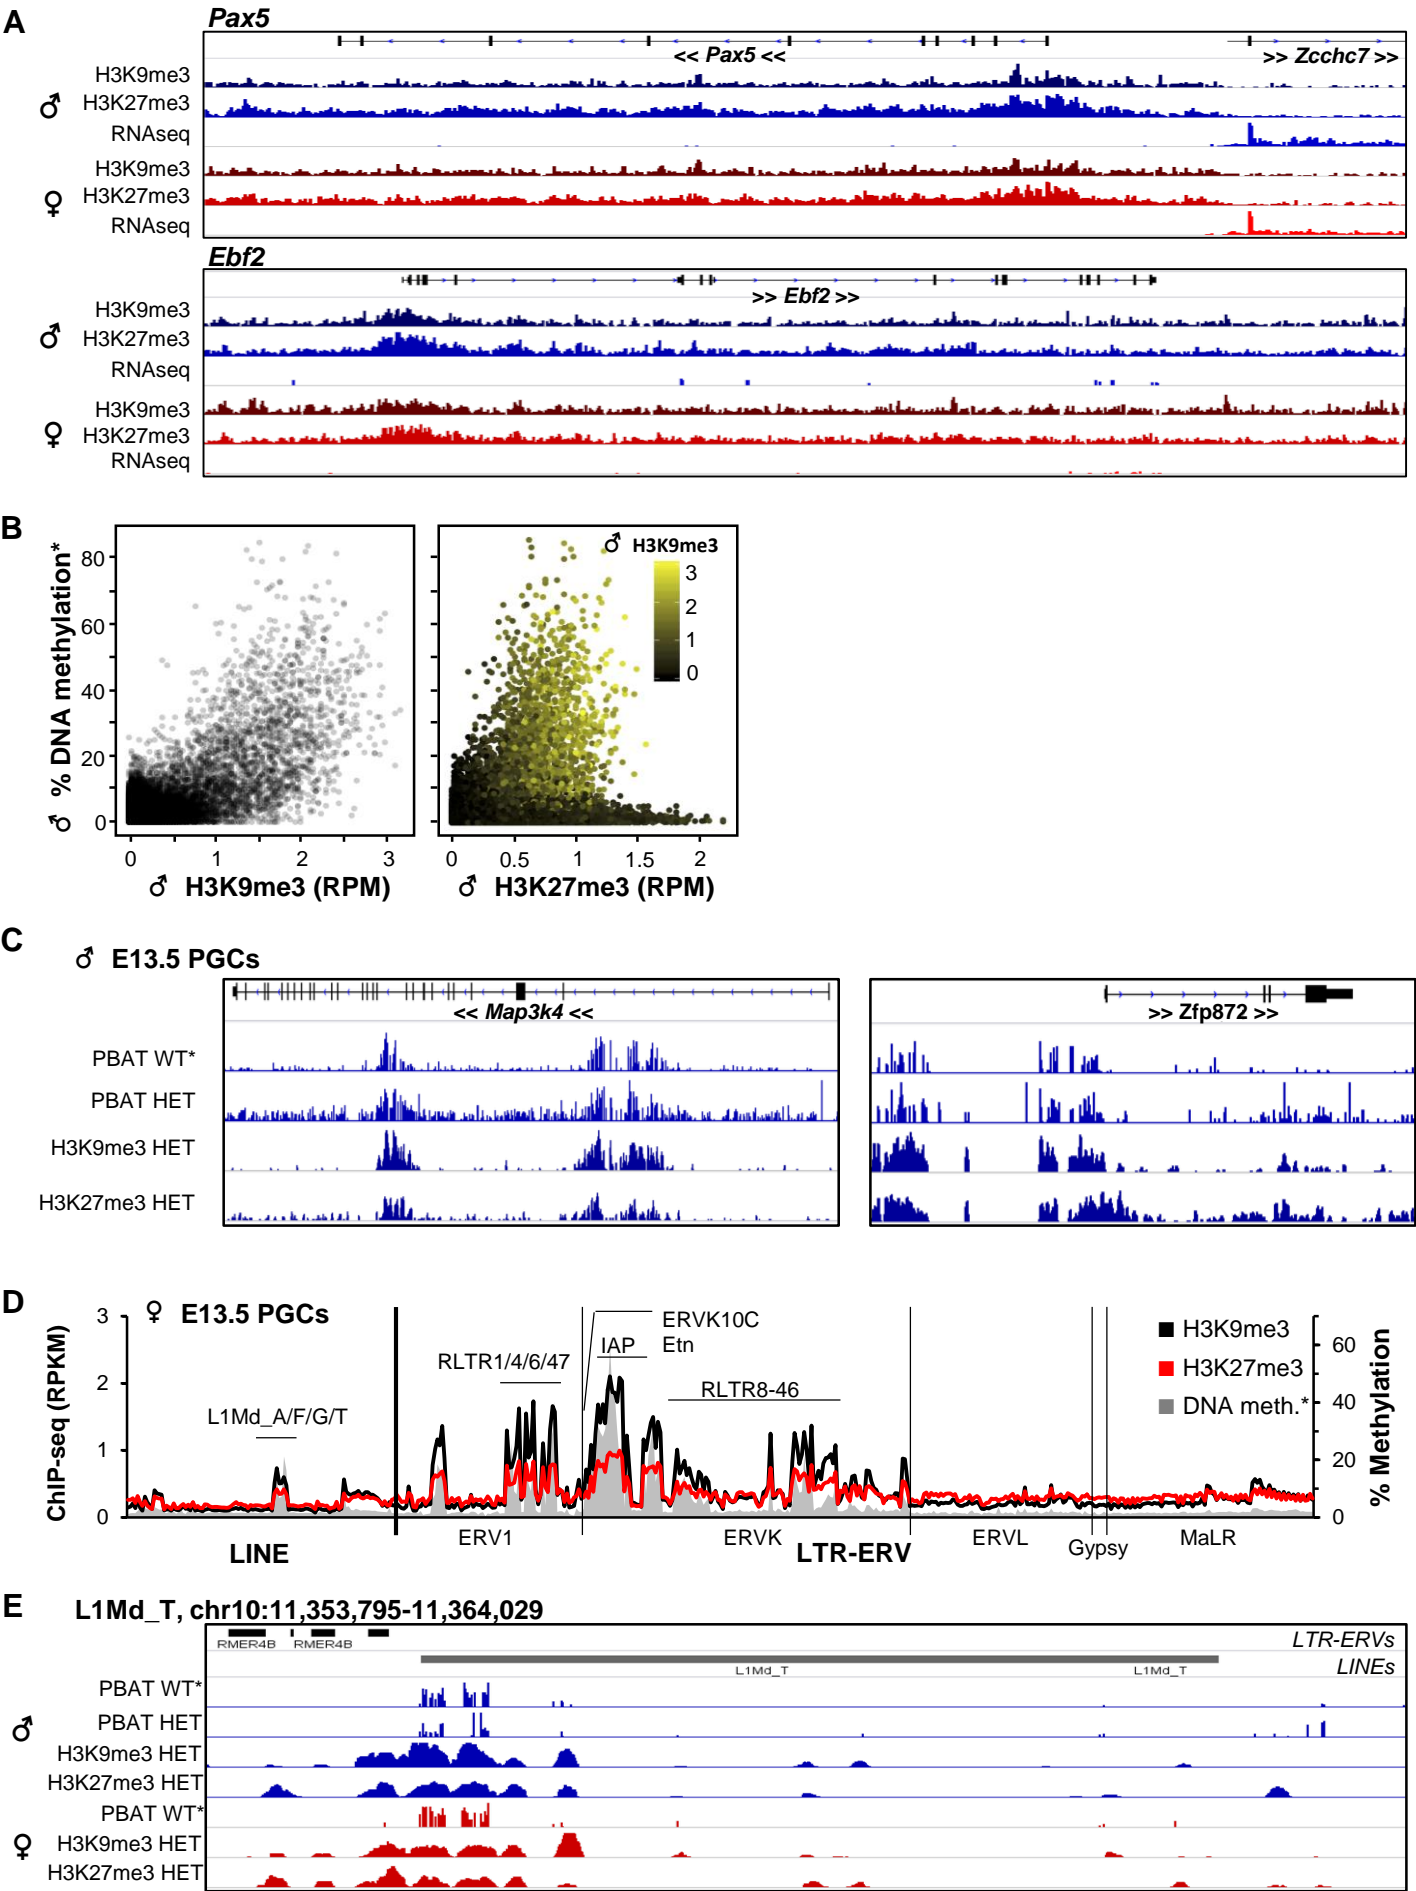 A
Pax5
<< Pax5 <<
>> Zcchc7 >>
♂
H3K9me3
H3K27me3
RNAseq
♀
H3K9me3
H3K27me3
RNAseq
Ebf2
>> Ebf2 >>
♂
H3K9me3
H3K27me3
RNAseq
♀
H3K9me3
H3K27me3
RNAseq
B
♂ % DNA methylation*
80
60
40
20
0
0 1 2 3
♂ H3K9me3 (RPM)
♂ H3K9me3
3
2
1
0
0 0.5 1 1.5 2
♂ H3K27me3 (RPM)
C
♂ E13.5 PGCs
<< Map3k4 <<
>> Zfp872 >>
PBAT WT*
PBAT HET
H3K9me3 HET
H3K27me3 HET
D
♀ E13.5 PGCs
ChIP-seq (RPKM)
3
2
1
0
L1Md_A/F/G/T
RLTR1/4/6/47
ERVK10C
Etn
IAP
RLTR8-46
H3K9me3
H3K27me3
DNA meth.*
60
40
20
0
% Methylation
ERV1
ERVK
ERVL
Gypsy
MaLR
LINE
LTR-ERV
E
L1Md_T, chr10:11,353,795-11,364,029
RMER4B RMER4B
LTR-ERVs
L1Md_T L1Md_T
LINEs
♂
PBAT WT*
PBAT HET
H3K9me3 HET
H3K27me3 HET
♀
PBAT WT*
H3K9me3 HET
H3K27me3 HET